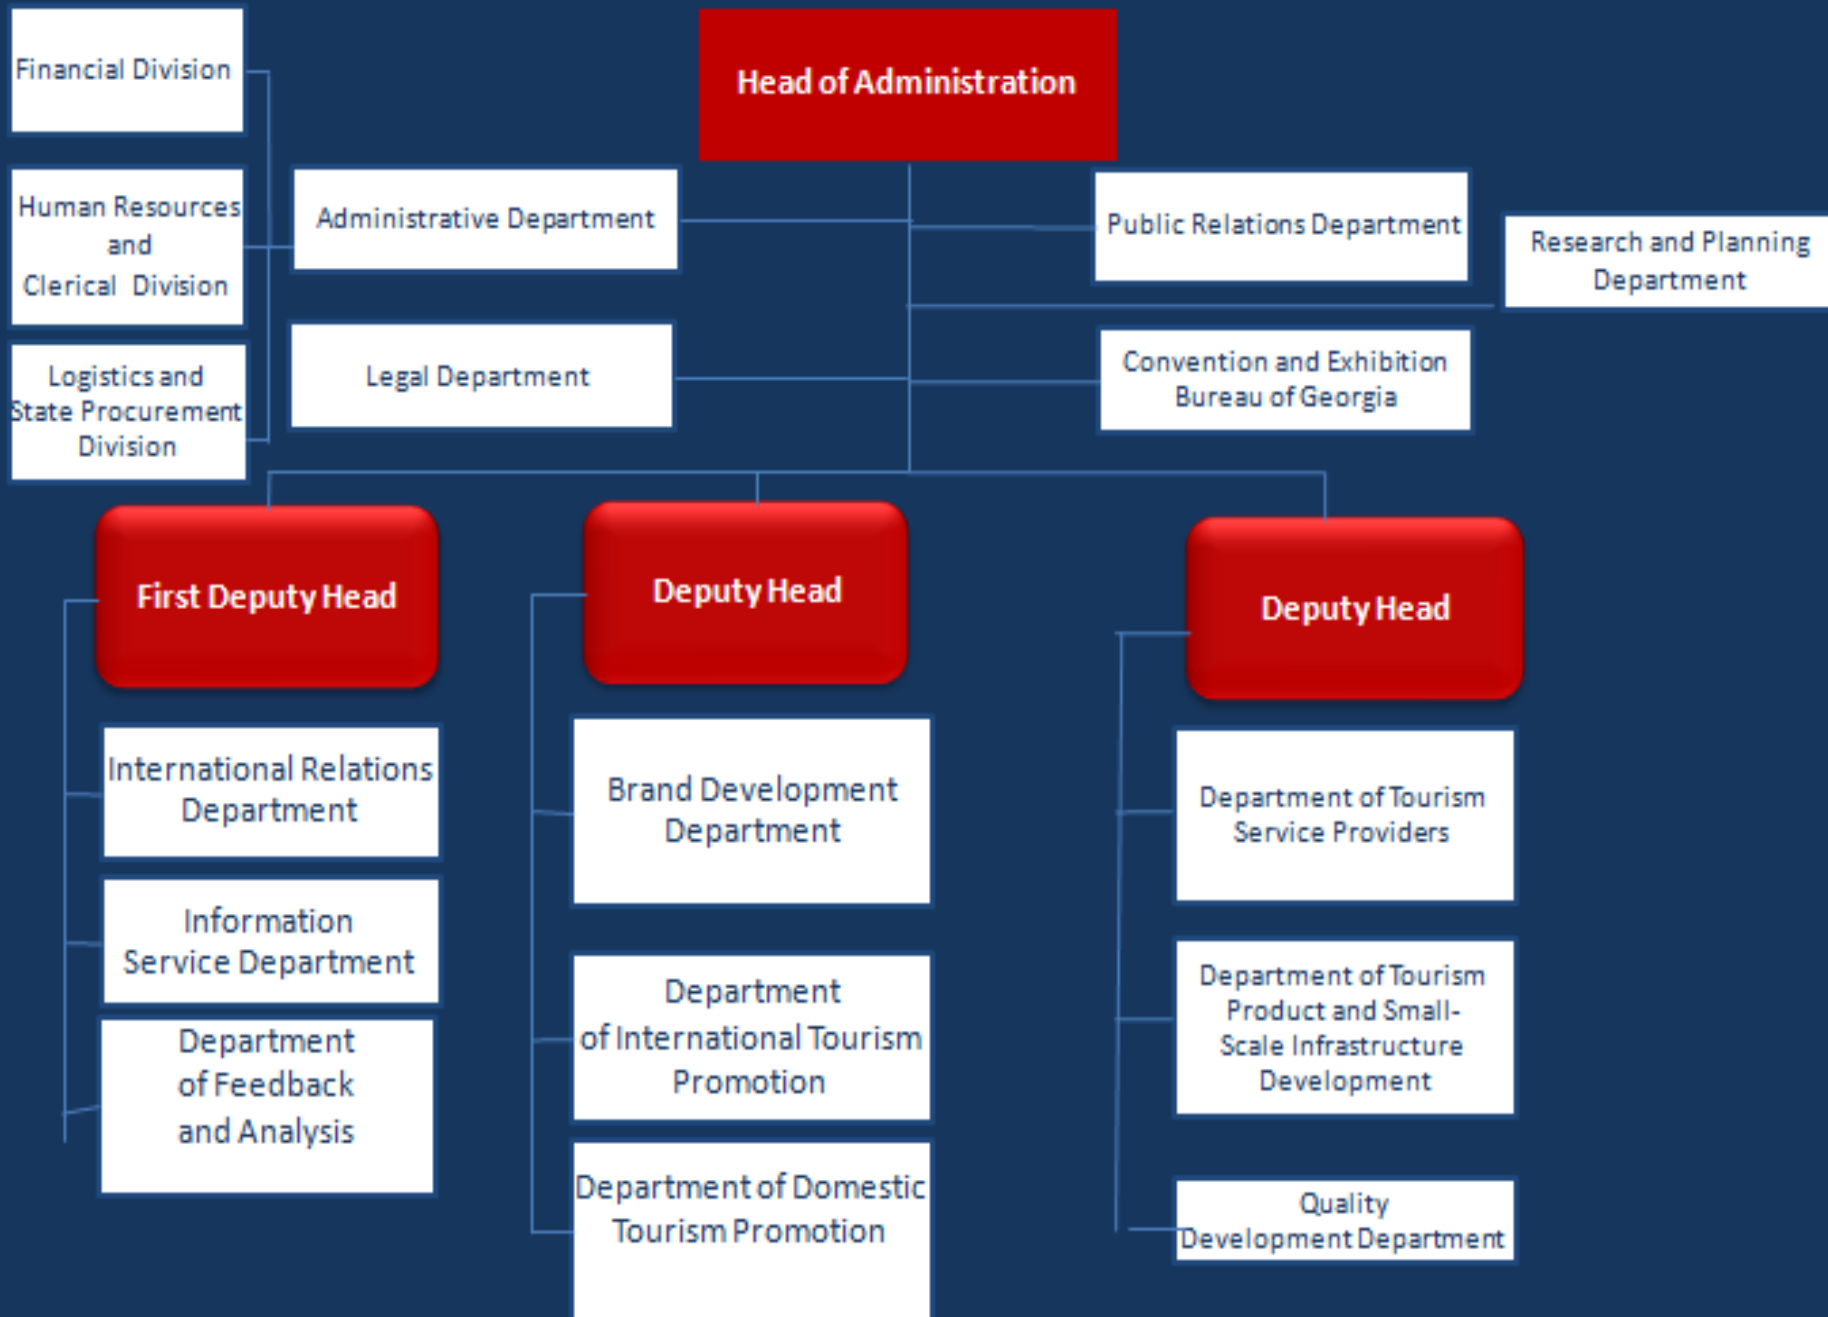 Financial Division
Head of Administration
Human Resources
and
Clerical Division
Administrative Department
Public Relations Department
Research and Planning
Department
Logistics and
State Procurement
Division
Legal Department
Convention and Exhibition
Bureau of Georgia
First Deputy Head
Deputy Head
Deputy Head
International Relations
Department
Information
Service Department
Department
of Feedback
and Analysis
Brand Development
Department
Department
of International Tourism
Promotion
Department of Domestic
Tourism Promotion
Department of Tourism
Service Providers
Department of Tourism
Product and Small-
Scale Infrastructure
Development
Quality
Development Department